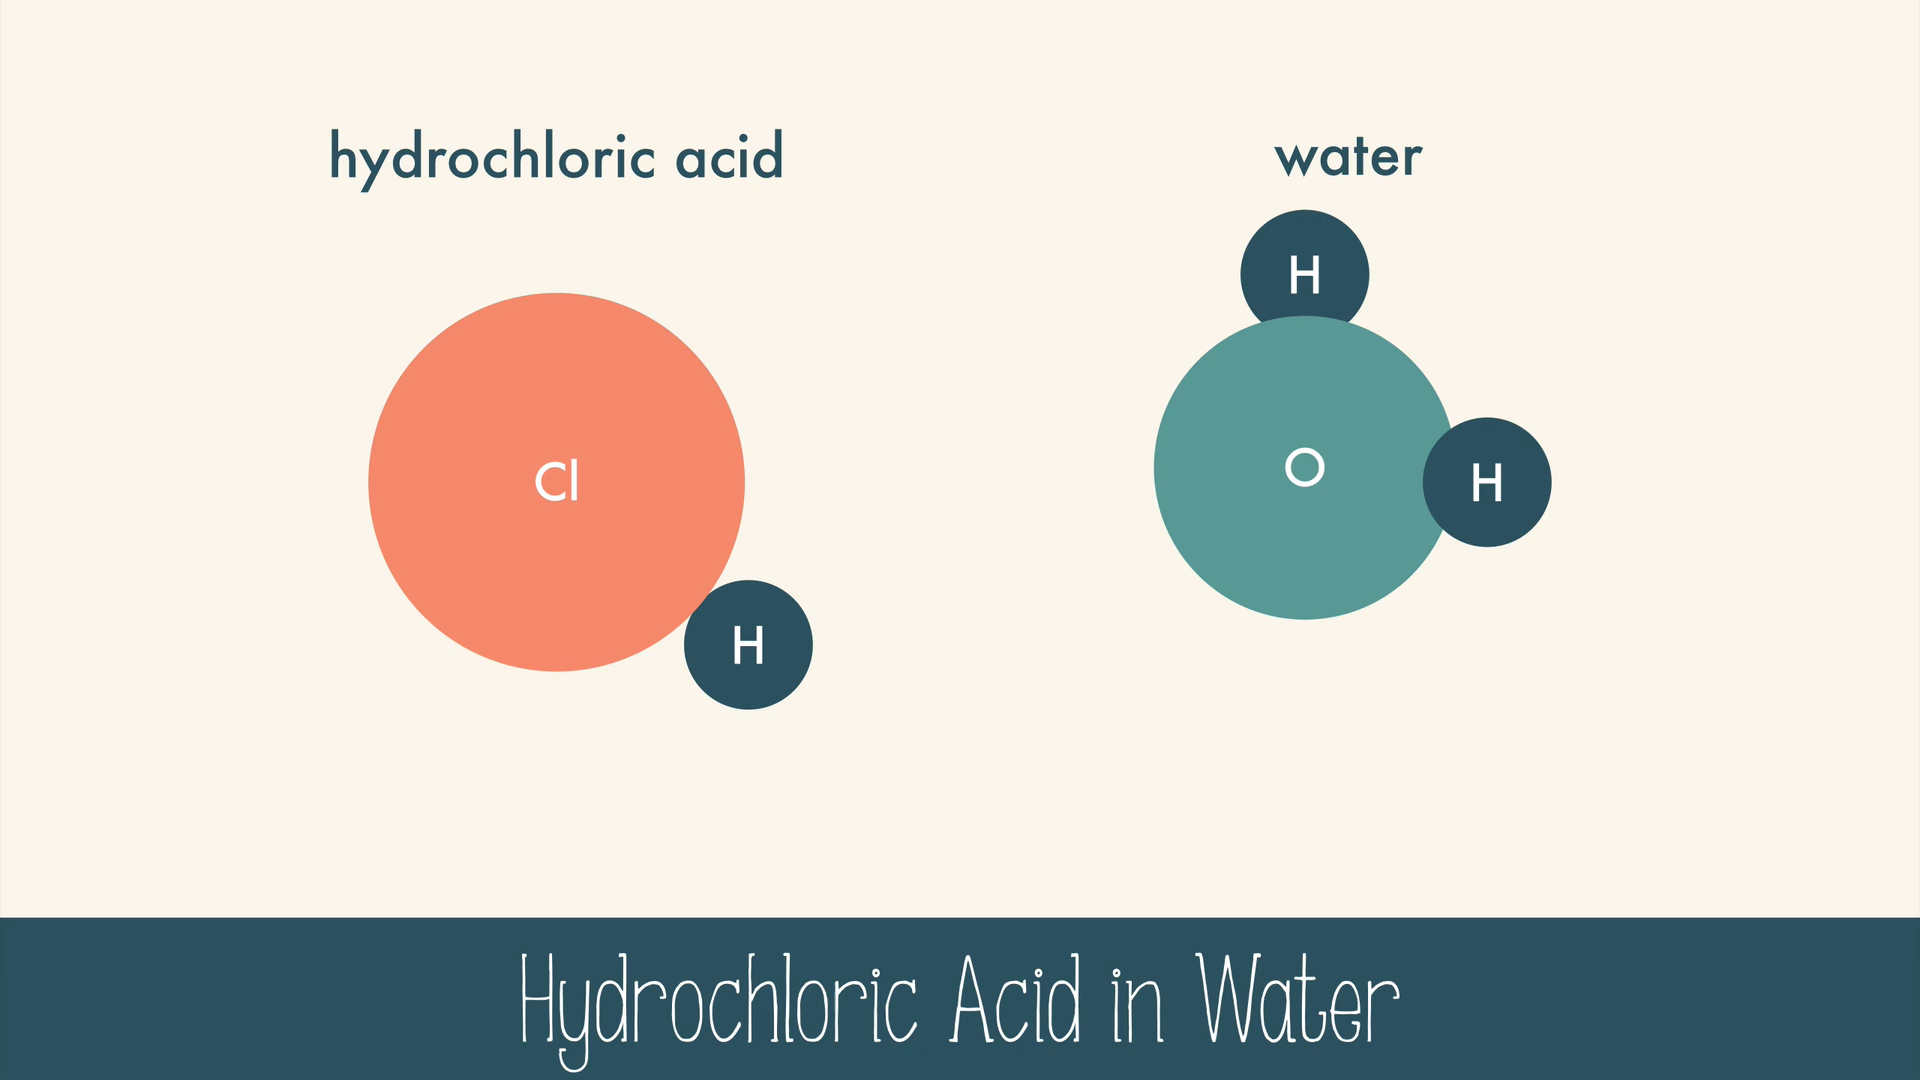 hydrochloric acid
water
H
Cl
O
H
H
Hydrochloric Acid in Water